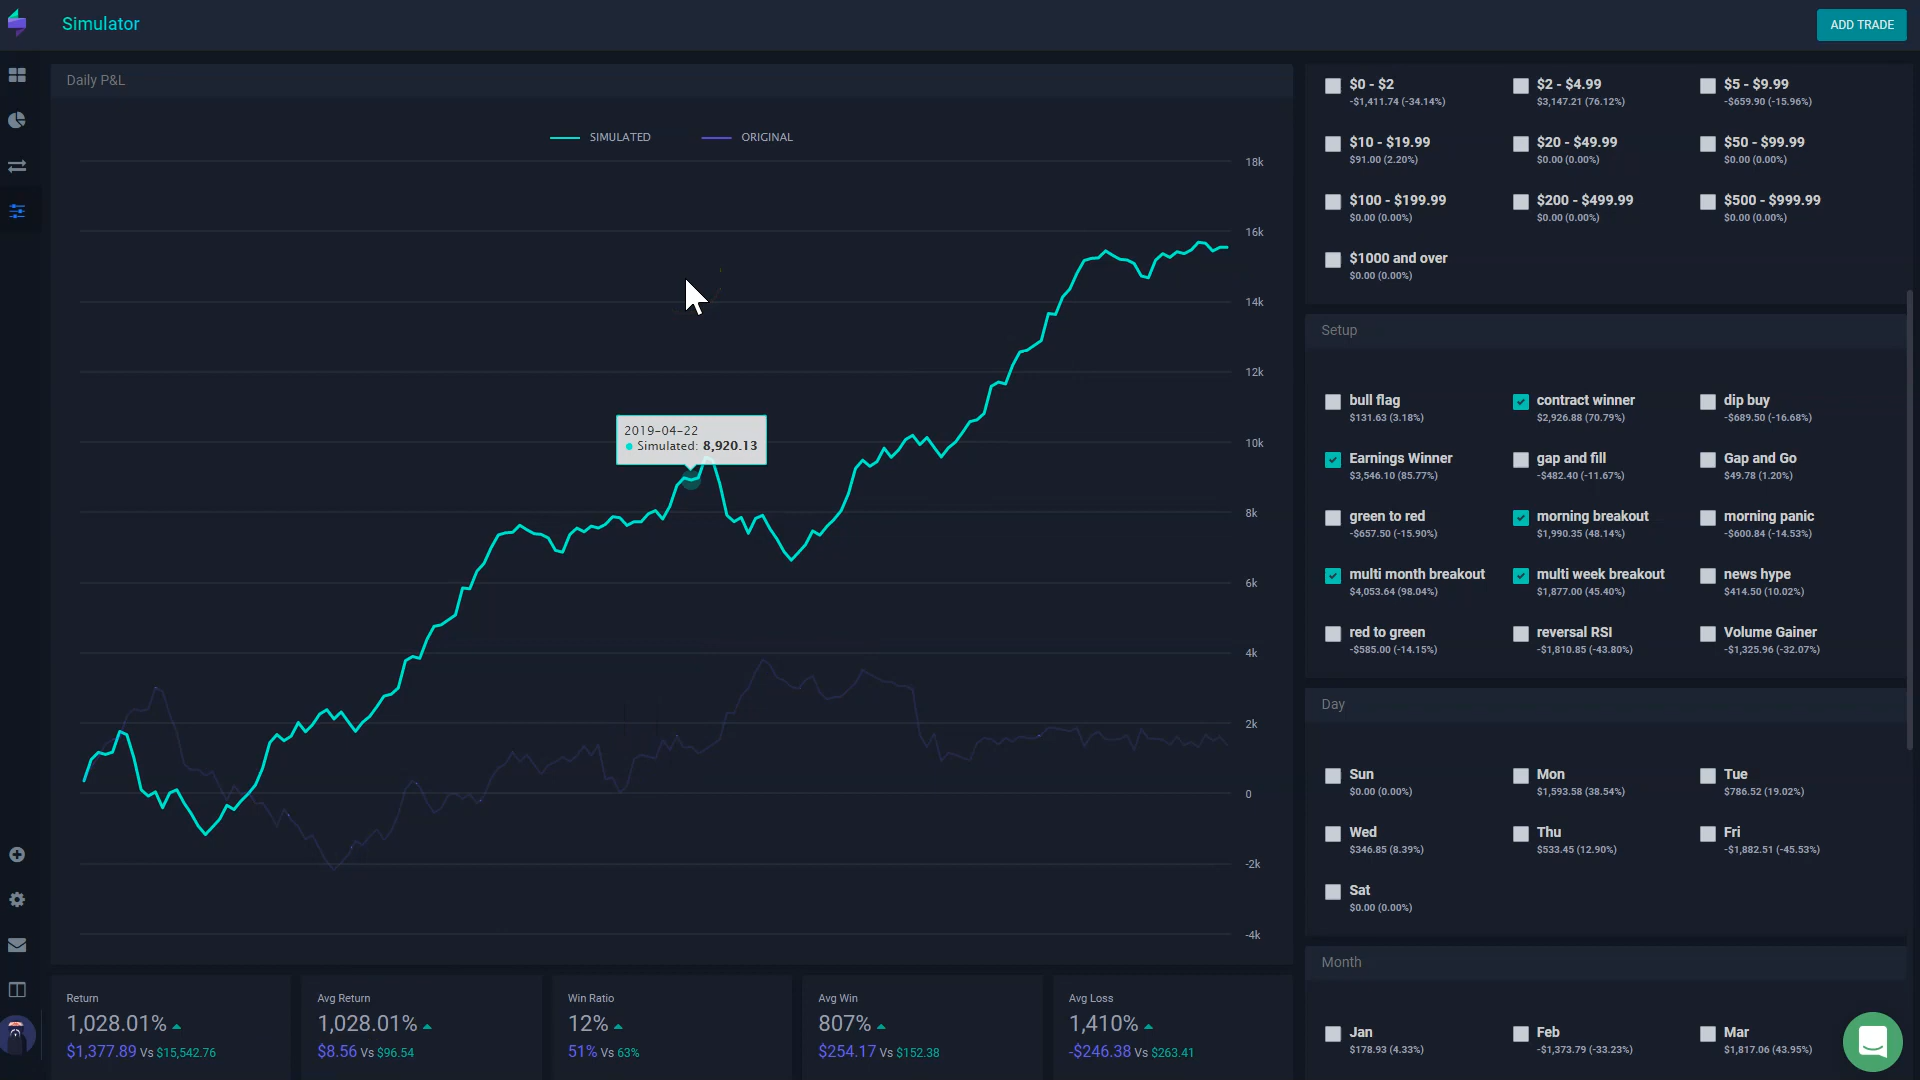 Simulator
ADD TRADE
Daily P&L
SIMULATED
ORIGINAL
18k
16k
14k
12k
10k
8k
6k
4k
2k
0
-2k
-4k
2019-04-22
Simulated: 8,920.13
Return
1,028.01%
$1,377.89 Vs $15,542.76
Avg Return
1,028.01%
$8.56 Vs $96.54
Win Ratio
12%
51% Vs 63%
Avg Win
807%
$254.17 Vs $152.38
Avg Loss
1,410%
-$246.38 Vs $263.41
$0 - $2
-$1,411.74 (-34.14%)
$2 - $4.99
$3,147.21 (76.12%)
$5 - $9.99
-$659.90 (-15.96%)
$10 - $19.99
$91.00 (2.20%)
$20 - $49.99
$0.00 (0.00%)
$50 - $99.99
$0.00 (0.00%)
$100 - $199.99
$0.00 (0.00%)
$200 - $499.99
$0.00 (0.00%)
$500 - $999.99
$0.00 (0.00%)
$1000 and over
$0.00 (0.00%)
Setup
bull flag
$131.63 (3.18%)
contract winner
$2,926.88 (70.79%)
dip buy
-$689.50 (-16.68%)
Earnings Winner
$3,546.10 (85.77%)
gap and fill
-$482.40 (-11.67%)
Gap and Go
$49.78 (1.20%)
green to red
-$657.50 (-15.90%)
morning breakout
$1,990.35 (48.14%)
morning panic
-$600.84 (-14.53%)
multi month breakout
$4,053.64 (98.04%)
multi week breakout
$1,877.00 (45.40%)
news hype
$414.50 (10.02%)
red to green
-$585.00 (-14.15%)
reversal RSI
-$1,810.85 (-43.80%)
Volume Gainer
-$1,325.96 (-32.07%)
Day
Sun
$0.00 (0.00%)
Mon
$1,593.58 (38.54%)
Tue
$786.52 (19.02%)
Wed
$346.85 (8.39%)
Thu
$533.45 (12.90%)
Fri
-$1,882.51 (-45.53%)
Sat
$0.00 (0.00%)
Month
Jan
$178.93 (4.33%)
Feb
-$1,373.79 (-33.23%)
Mar
$1,817.06 (43.95%)